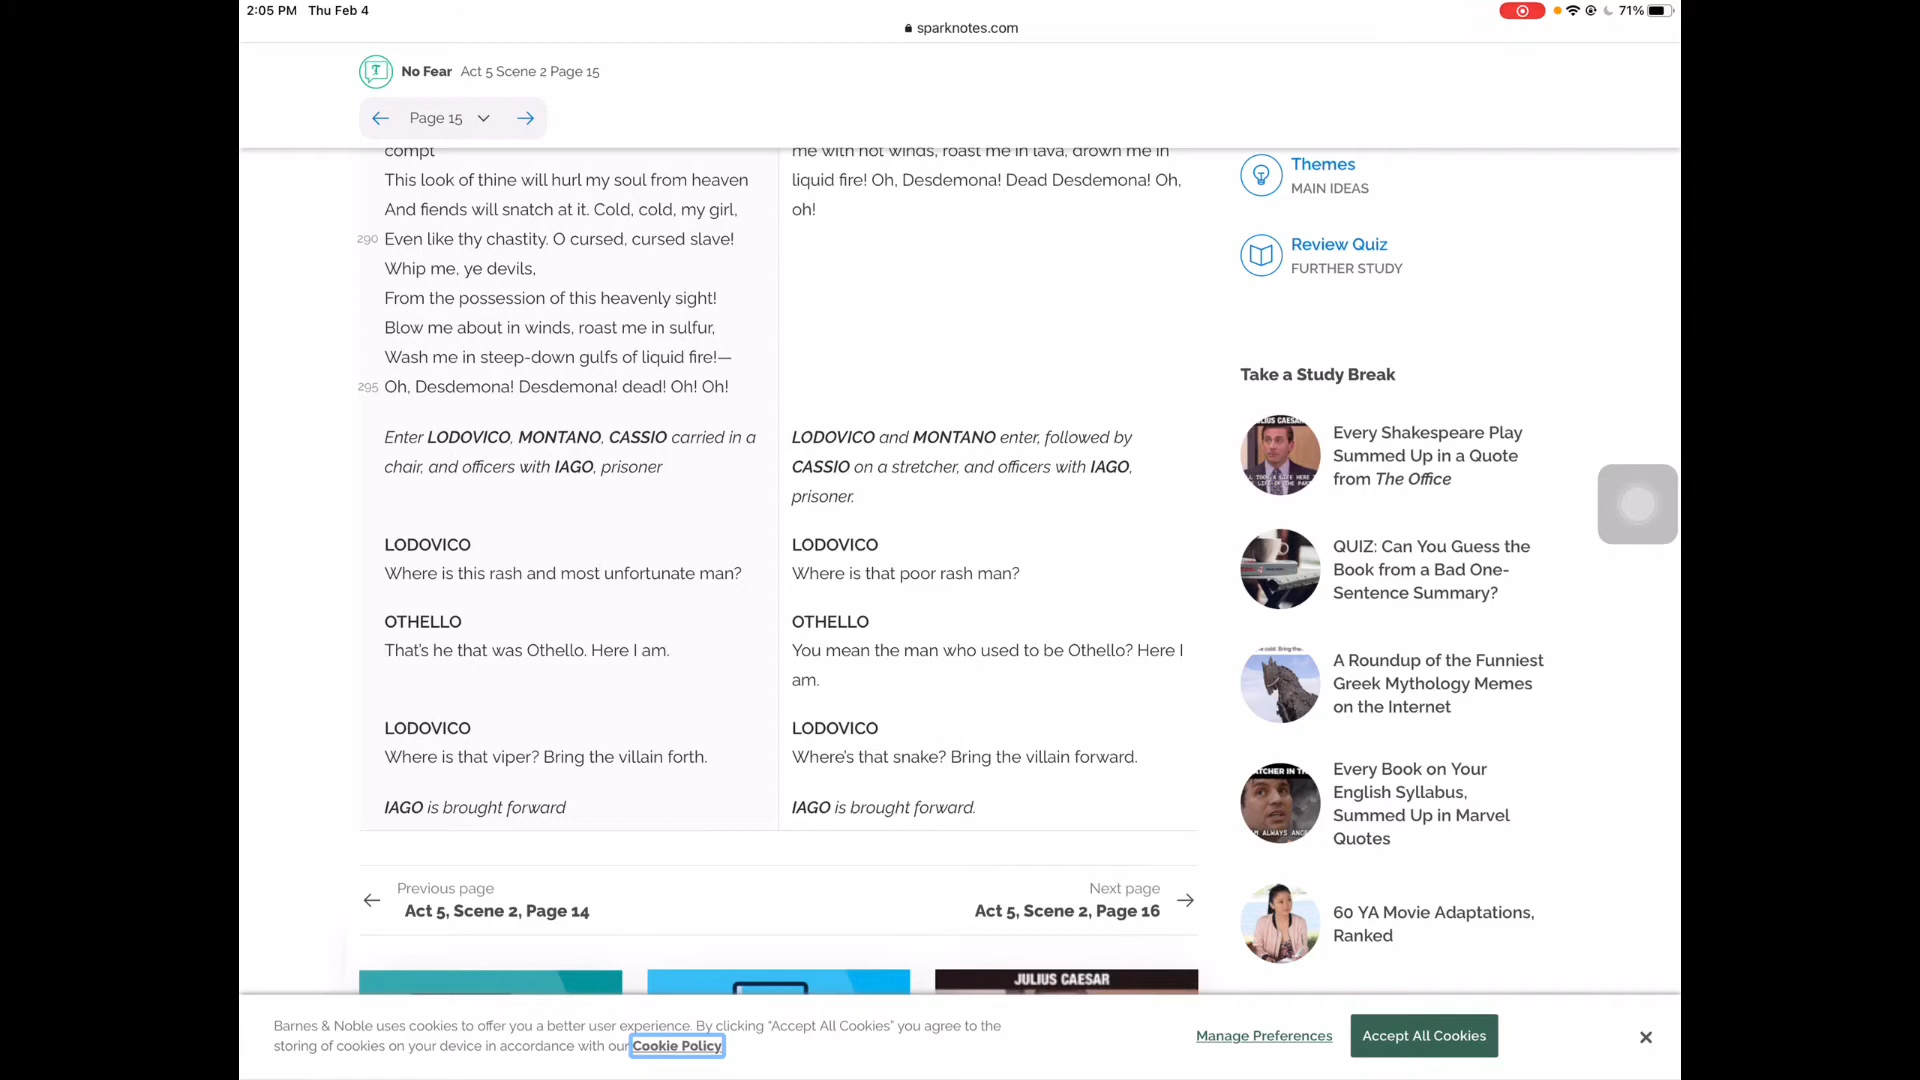 2:05 PM Thu Feb 4
71%
sparknotes.com
No Fear Act 5 Scene 2 Page 15
Page 15
compt
This look of thine will hurl my soul from heaven
And fiends will snatch at it. Cold, cold, my girl,
290 Even like thy chastity. O cursed, cursed slave!
Whip me, ye devils,
From the possession of this heavenly sight!
Blow me about in winds, roast me in sulfur,
Wash me in steep-down gulfs of liquid fire!—
295 Oh, Desdemona! Desdemona! dead! Oh! Oh!
Enter LODOVICO, MONTANO, CASSIO carried in a
chair, and officers with IAGO, prisoner
LODOVICO
Where is this rash and most unfortunate man?
OTHELLO
That's he that was Othello. Here I am.
LODOVICO
Where is that viper? Bring the villain forth.
IAGO is brought forward
me with hot winds, roast me in lava, drown me in
liquid fire! Oh, Desdemona! Dead Desdemona! Oh,
oh!
LODOVICO and MONTANO enter, followed by
CASSIO on a stretcher, and officers with IAGO,
prisoner.
LODOVICO
Where is that poor rash man?
OTHELLO
You mean the man who used to be Othello? Here I
am.
LODOVICO
Where's that snake? Bring the villain forward.
IAGO is brought forward.
Previous page
Act 5, Scene 2, Page 14
Next page
Act 5, Scene 2, Page 16
Themes
MAIN IDEAS
Review Quiz
FURTHER STUDY
Take a Study Break
Every Shakespeare Play
Summed Up in a Quote
from The Office
QUIZ: Can You Guess the
Book from a Bad One-
Sentence Summary?
A Roundup of the Funniest
Greek Mythology Memes
on the Internet
Every Book on Your
English Syllabus,
Summed Up in Marvel
Quotes
60 YA Movie Adaptations,
Ranked
JULIUS CAESAR
Barnes & Noble uses cookies to offer you a better user experience. By clicking “Accept All Cookies” you agree to the
storing of cookies on your device in accordance with our Cookie Policy
Manage Preferences
Accept All Cookies